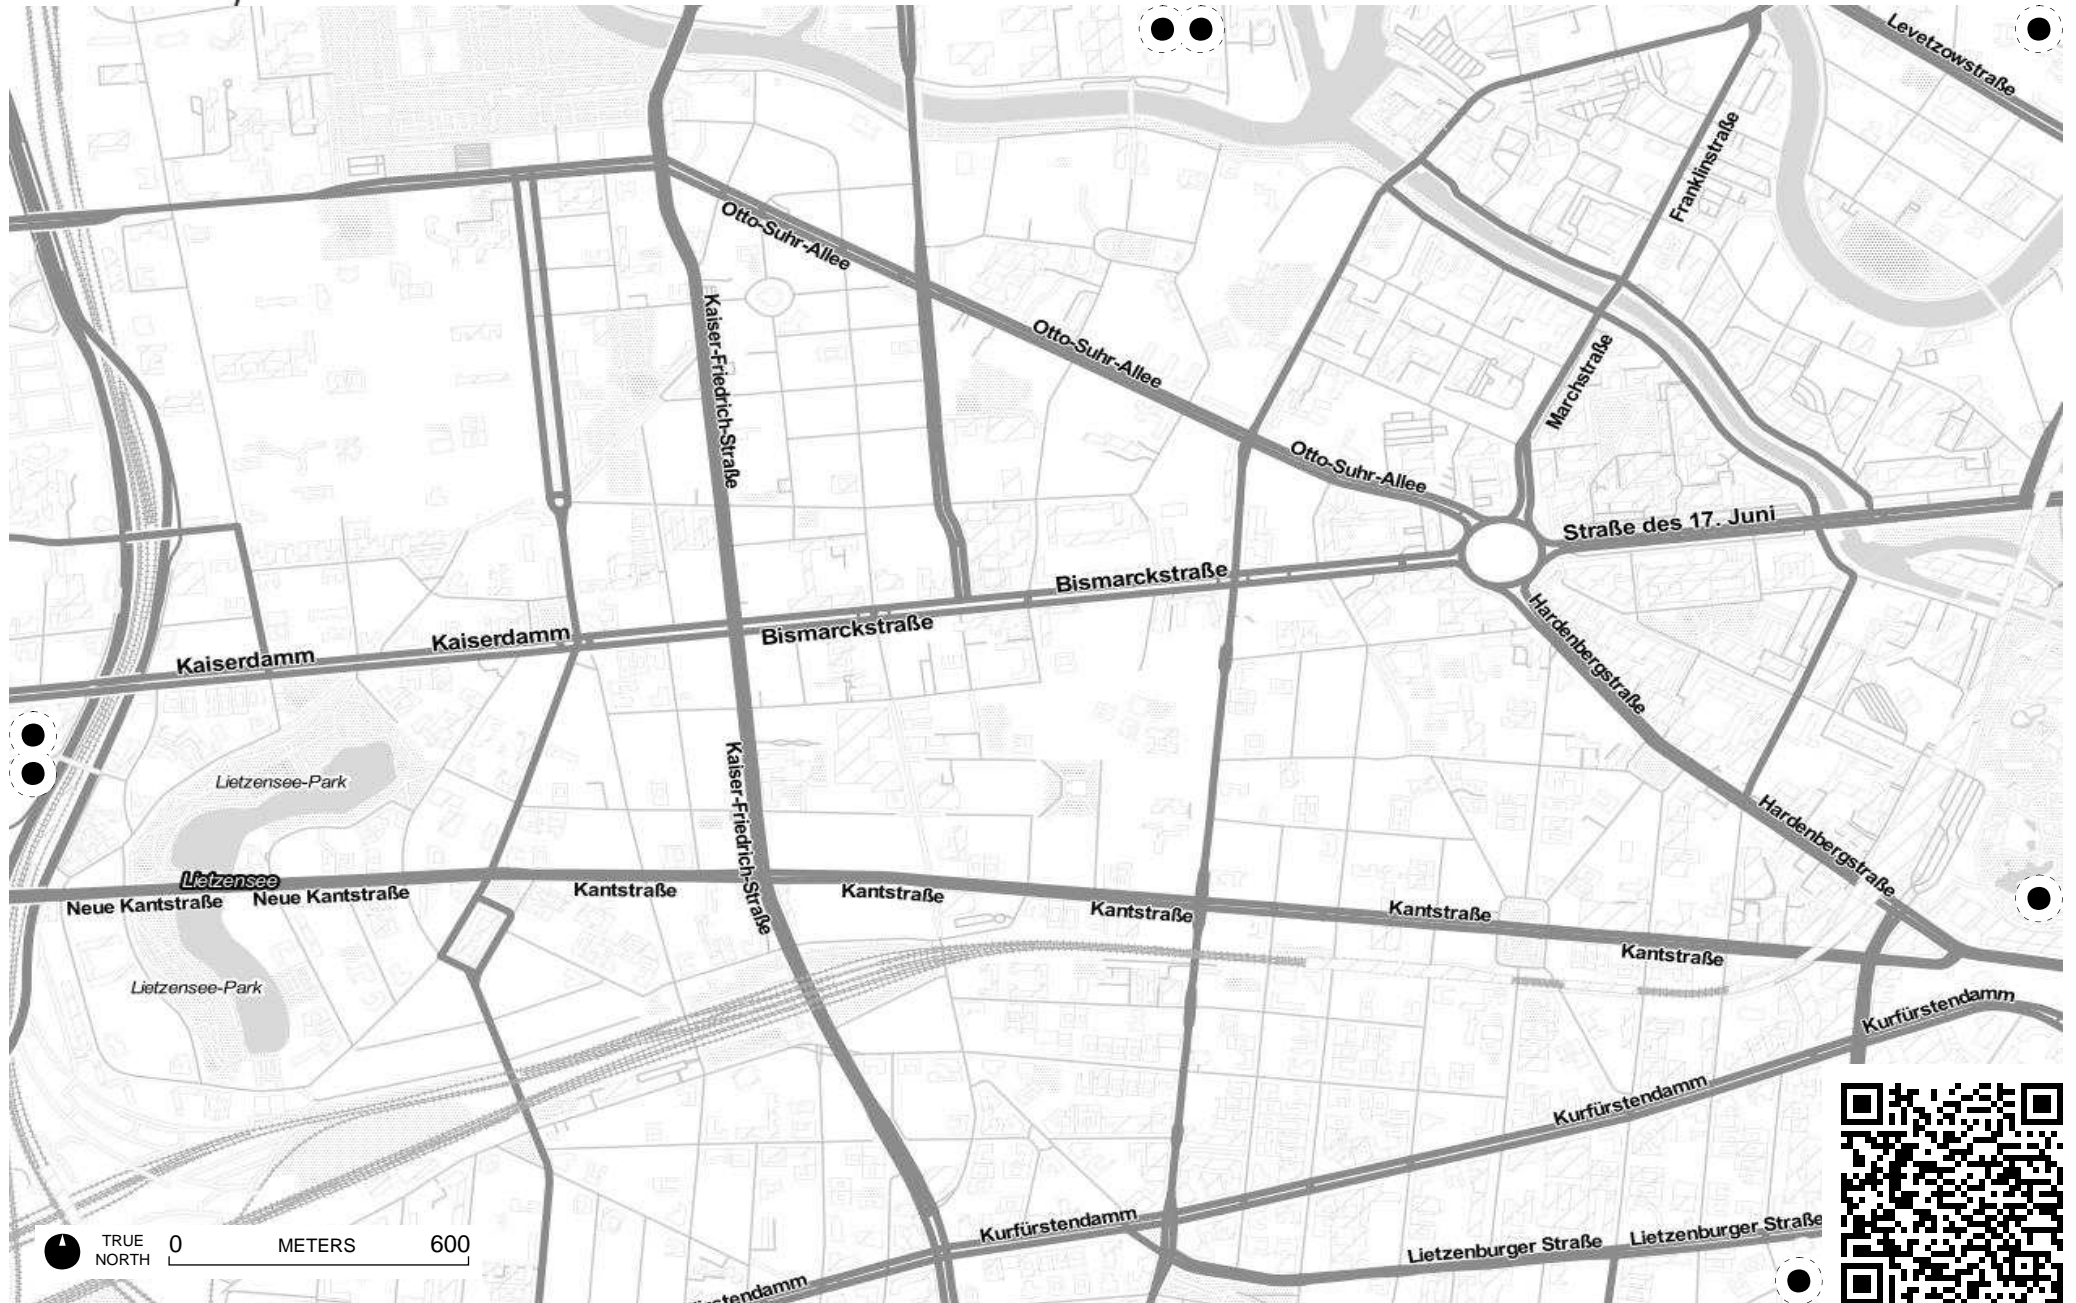 Levetzowstraße
Franklinstraße
Otto-Suhr-Allee
Kaiser-Friedrich-Straße
Otto-Suhr-Allee
Marchstraße
Otto-Suhr-Allee
Straße des 17. Juni
Bismarckstraße
Hardenbergstraße
Bismarckstraße
Kaiserdamm
Kaiserdamm
Lietzensee-Park
Kaiser-Friedrich-Straße
Hardenbergstraße
Lietzensee
Neue Kantstraße
Neue Kantstraße
Kantstraße
Kantstraße
Kantstraße
Kantstraße
Kantstraße
Lietzensee-Park
Kurfürstendamm
Kurfürstendamm
Kurfürstendamm
Lietzenburger Straße
Lietzenburger Straße
TRUE NORTH
0 METERS 600
rstendamm